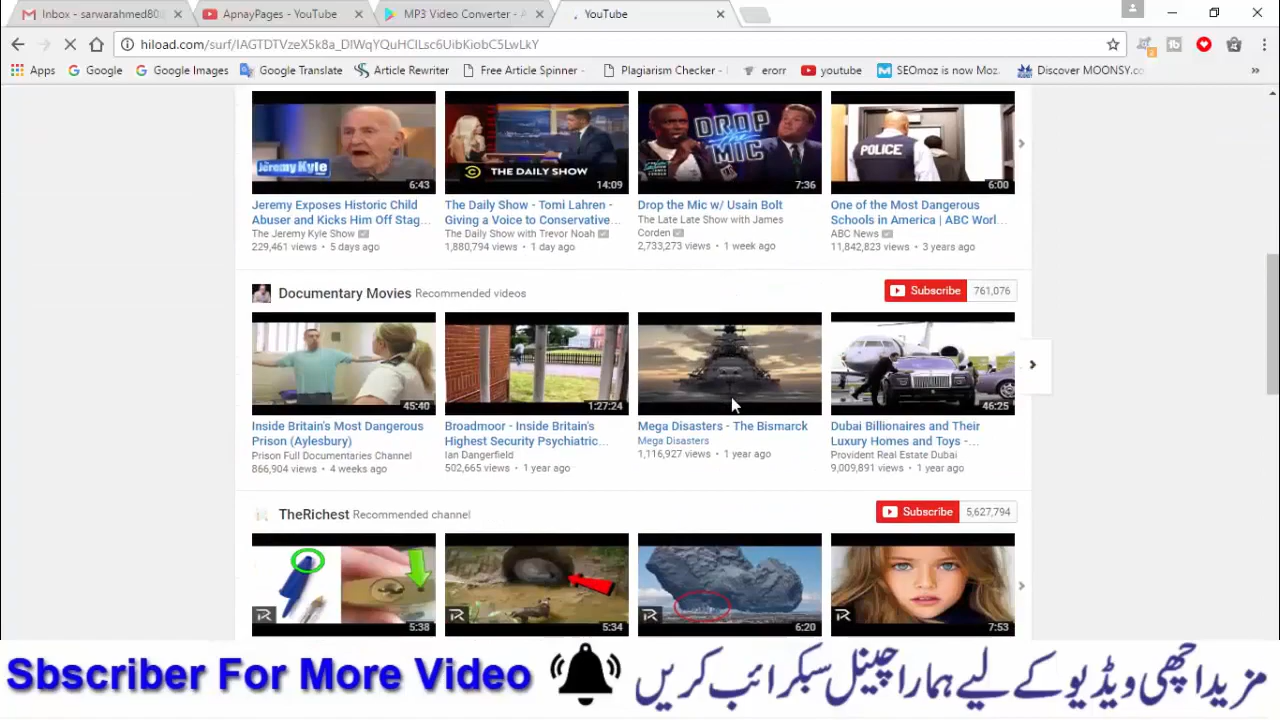 Inbox - sarwarahmed80
ApnayPages - YouTube
MP3 Video Converter - A
YouTube
hiload.com/surf/IAGTDTVzeX5k8a_DIWqYQuHCILsc6UibKiobC5LwLkY
Apps
Google
Google Images
Google Translate
Article Rewriter
Free Article Spinner -
Plagiarism Checker -
erorr
youtube
SEOmoz is now Moz
Discover MOONSY.co
Jeremy Kyle
6:43
THE DAILY SHOW
14:09
DROP the MIC
7:36
POLICE
6:00
Jeremy Exposes Historic Child
Abuser and Kicks Him Off Stag...
The Jeremy Kyle Show
229,461 views • 5 days ago
The Daily Show - Tomi Lahren -
Giving a Voice to Conservative...
The Daily Show with Trevor Noah
1,880,794 views • 1 day ago
Drop the Mic w/ Usain Bolt
The Late Late Show with James
Corden
2,733,273 views • 1 week ago
One of the Most Dangerous
Schools in America | ABC Worl...
ABC News
11,842,823 views • 3 years ago
Documentary Movies Recommended videos
Subscribe 761,076
45:40
1:27:24
46:25
Inside Britain's Most Dangerous
Prison (Aylesbury)
Prison Full Documentaries Channel
866,904 views • 4 weeks ago
Broadmoor - Inside Britain's
Highest Security Psychiatric...
Ian Dangerfield
502,665 views • 1 year ago
Mega Disasters - The Bismarck
Mega Disasters
1,116,927 views • 1 year ago
Dubai Billionaires and Their
Luxury Homes and Toys -...
Provident Real Estate Dubai
9,009,891 views • 1 year ago
TheRichest Recommended channel
Subscribe 5,627,794
5:38
5:34
6:20
7:53
Sbscriber For More Video
مزید اچھی ویڈیو کے لیے ہمارا چینل سبکرائب کریں